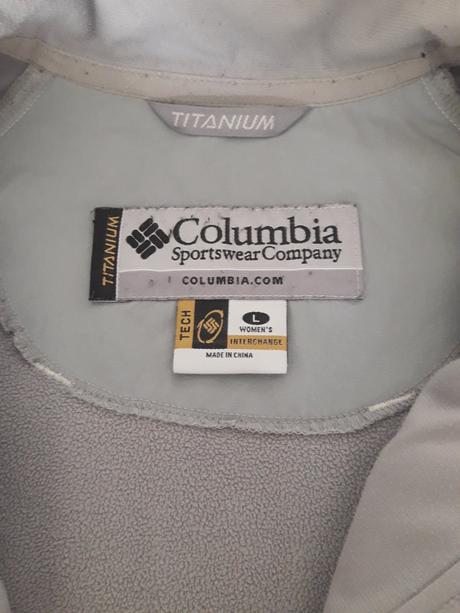 TITANIUM
TITANIUM
Columbia
Sportswear Company
COLUMBIA.COM
TECH
L
WOMEN'S
INTERCHANGE
MADE IN CHINA